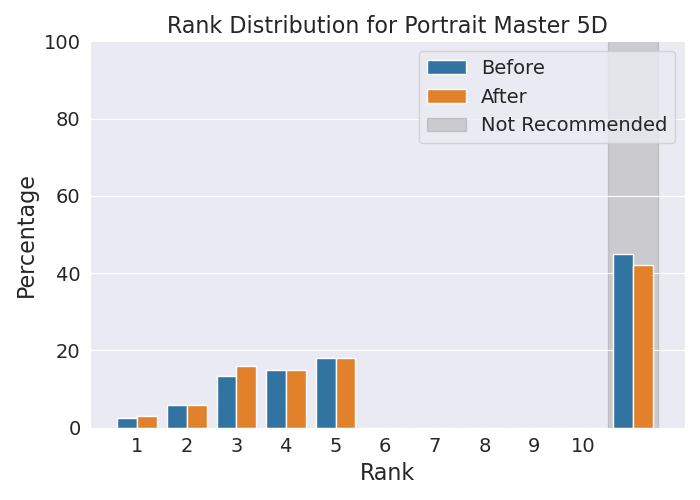 Rank Distribution for Portrait Master 5D
Before
After
Not Recommended
Percentage
100
80
60
40
20
0
1 2 3 4 5 6 7 8 9 10
Rank